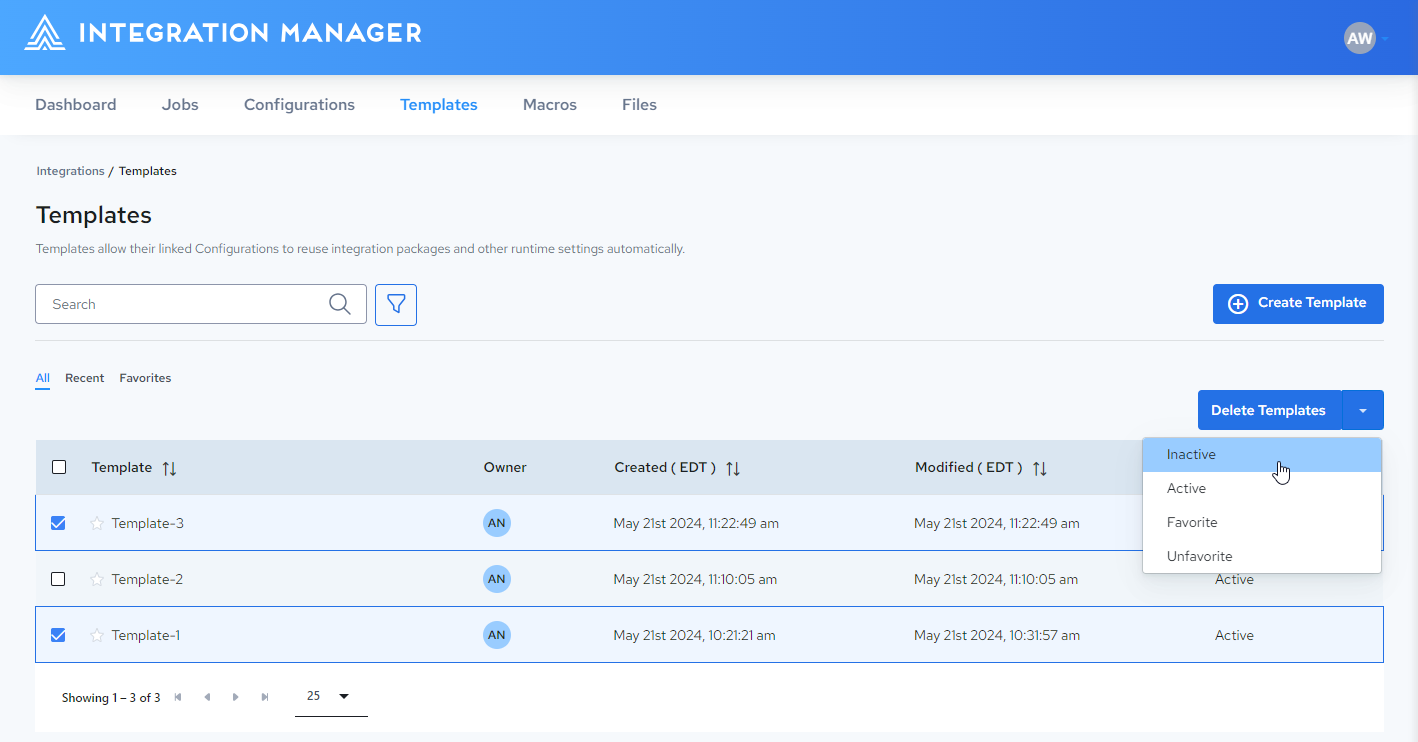 INTEGRATION MANAGER
AW
Dashboard Jobs Configurations Templates Macros Files
Integrations / Templates
Templates
Templates allow their linked Configurations to reuse integration packages and other runtime settings automatically.
Search
Create Template
All Recent Favorites
Delete Templates
Template Owner Created ( EDT ) Modified ( EDT )
Inactive
Active
Favorite
Unfavorite
Template-3 AN May 21st 2024, 11:22:49 am May 21st 2024, 11:22:49 am
Template-2 AN May 21st 2024, 11:10:05 am May 21st 2024, 11:10:05 am Active
Template-1 AN May 21st 2024, 10:21:21 am May 21st 2024, 10:31:57 am Active
Showing 1 – 3 of 3 25